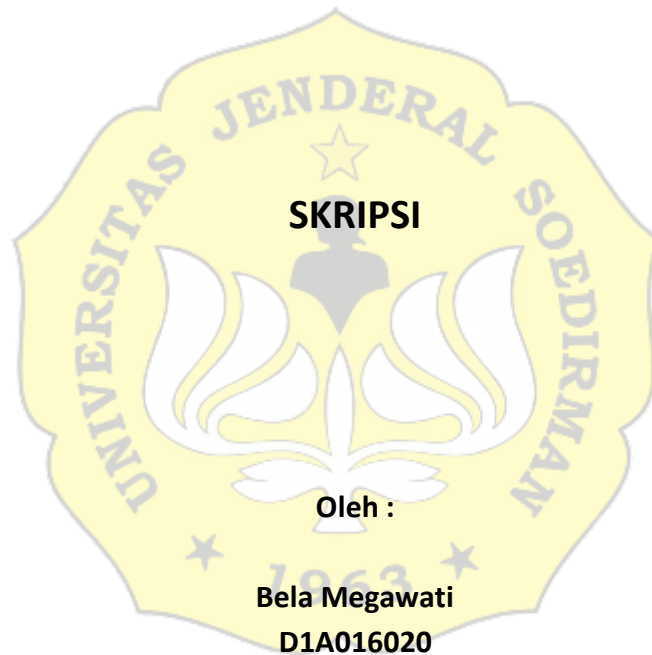 UNIVERSITAS JENDERAL SOEDIRMAN
SKRIPSI
Oleh :
1963
Bela Megawati
D1A016020